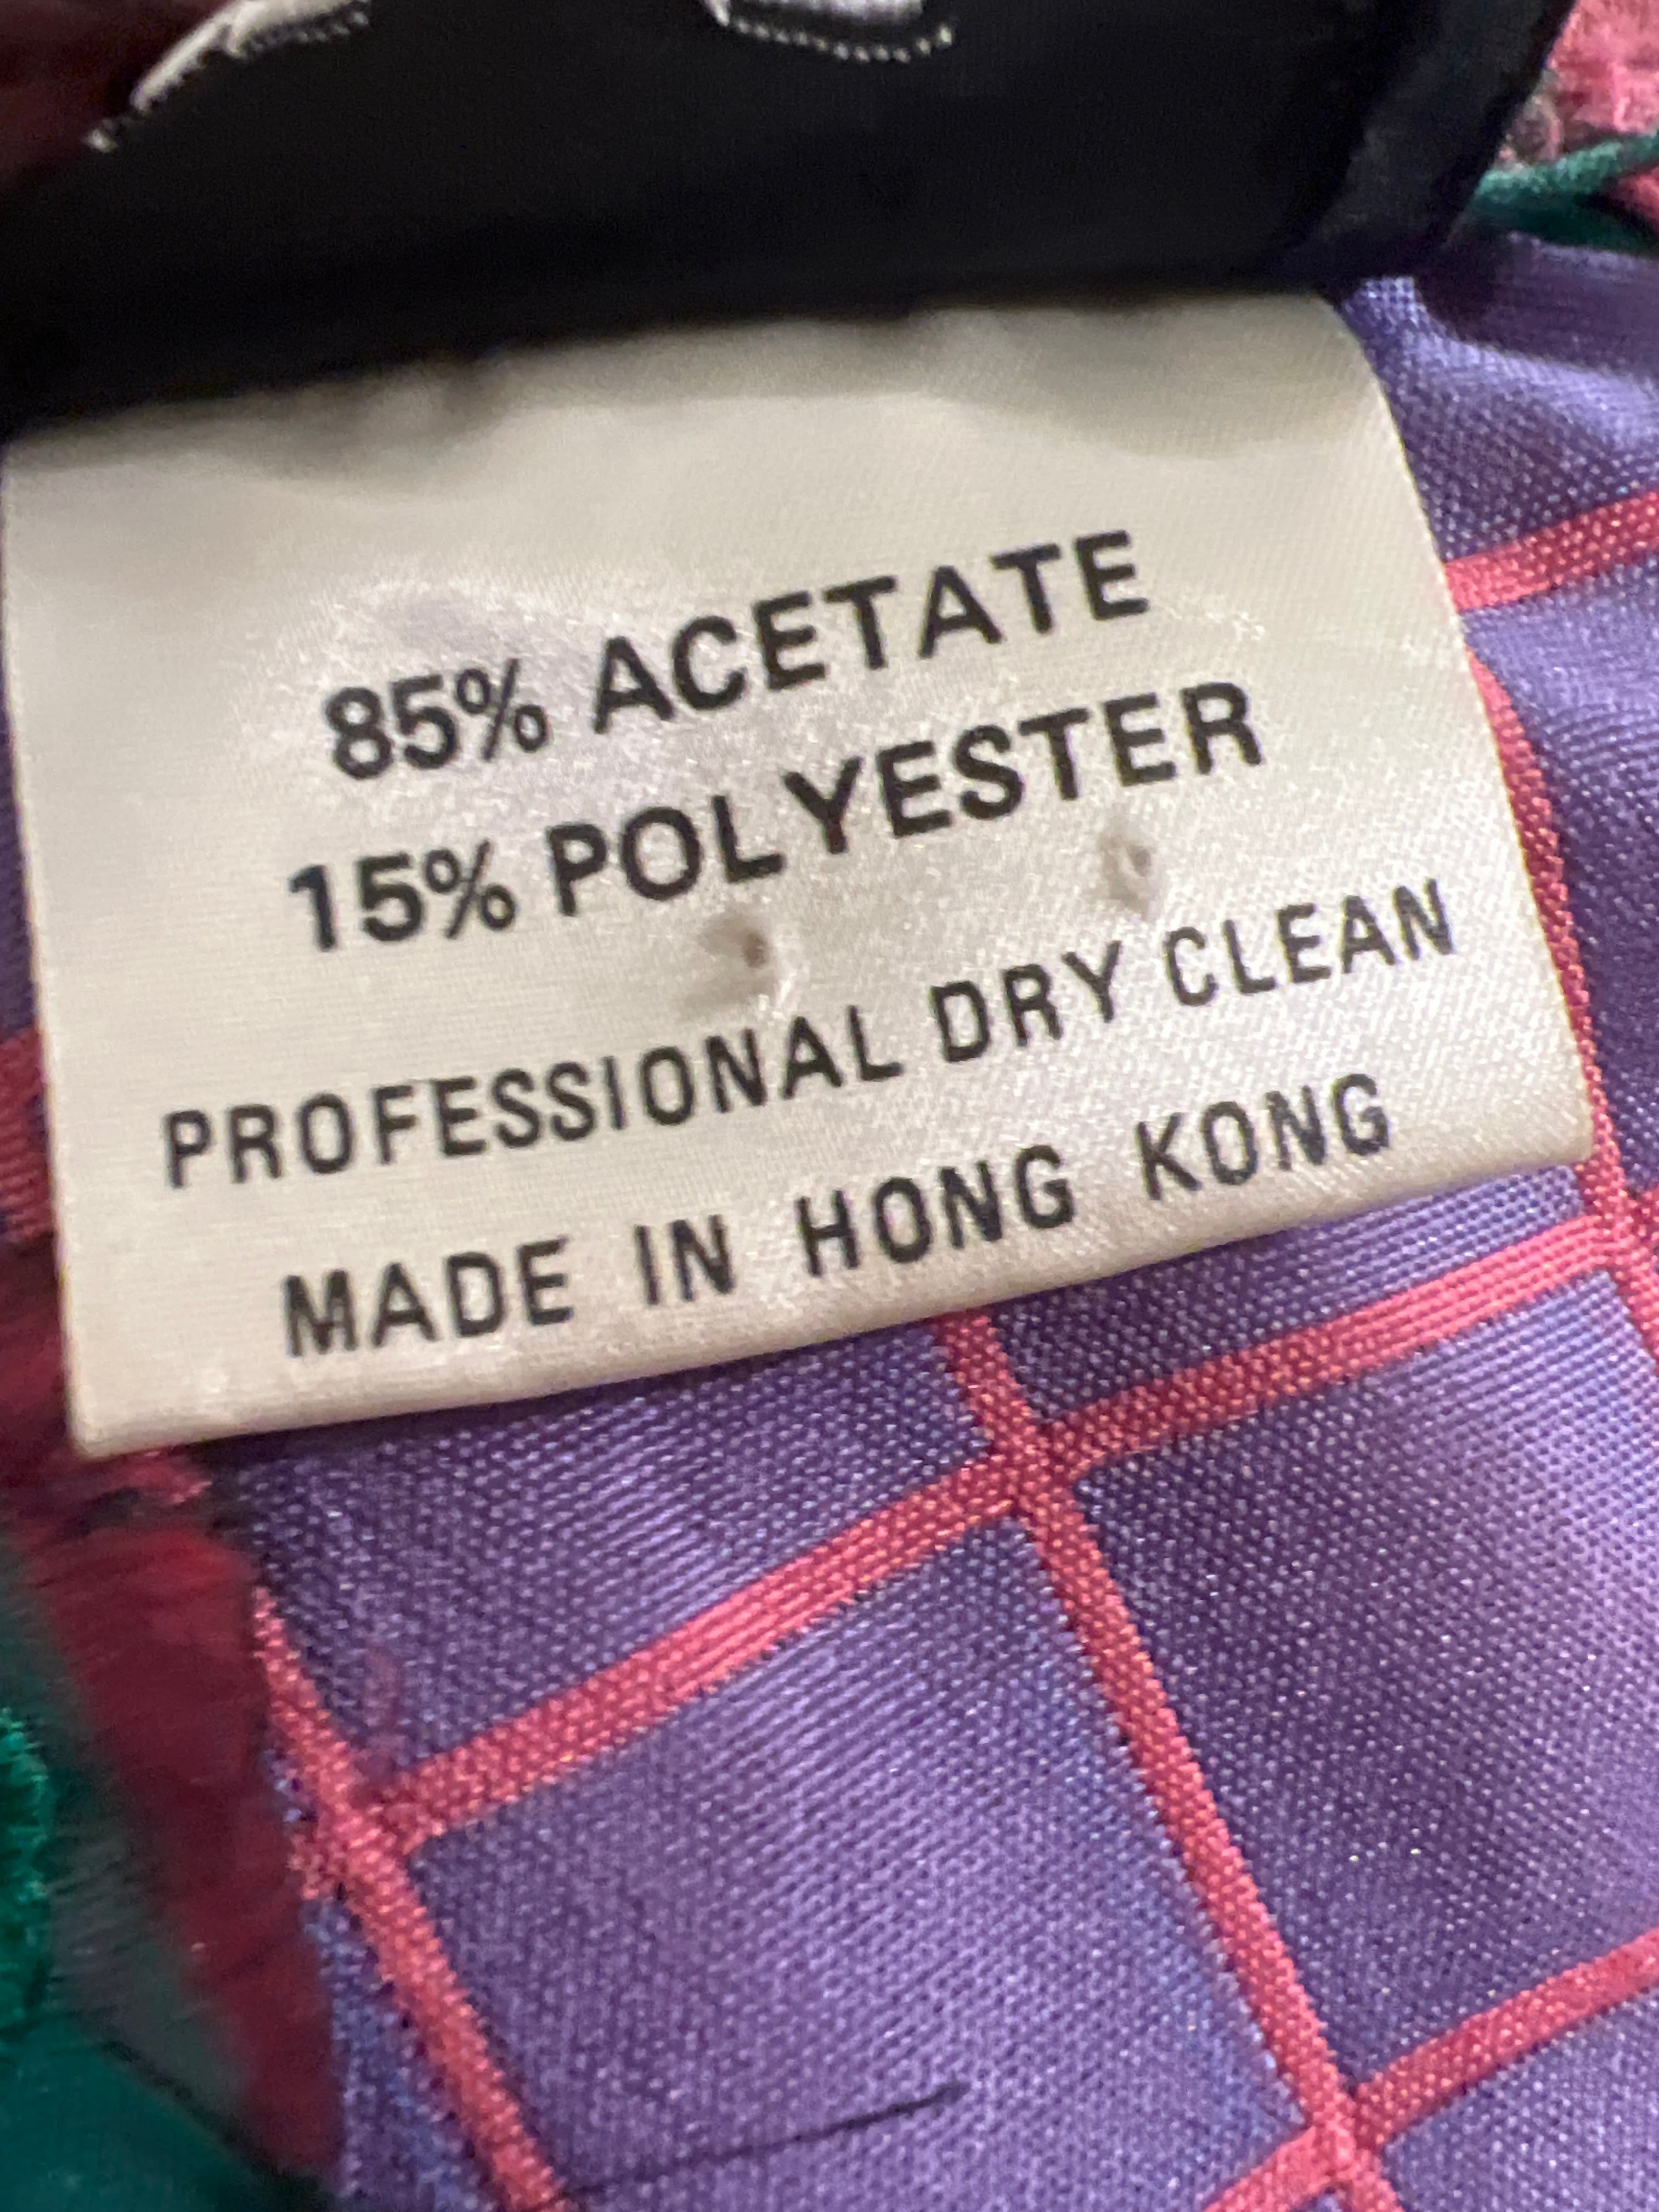 85% ACETATE
15% POLYESTER
PROFESSIONAL DRY CLEAN
MADE IN HONG KONG